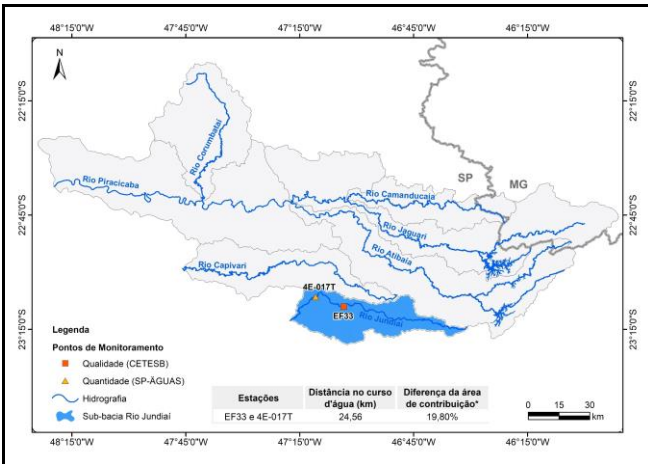 48°15'0"W 47°45'0"W 47°15'0"W 46°45'0"W 46°15'0"W
N
22°15'0"S 22°15'0"S
Rio Corumbataí
SP
MG
Rio Piracicaba
Rio Camanducaia
22°45'0"S 22°45'0"S
Rio Jaguari
Rio Atibaia
Rio Capivari
4E-017T
EF33
Rio Jundiaí
23°15'0"S 23°15'0"S
Legenda
Pontos de Monitoramento
Qualidade (CETESB)
Quantidade (SP-ÁGUAS)
Hidrografia
Sub-bacia Rio Jundiaí
Estações Distância no curso d'água (km) Diferença da área de contribuição*
EF33 e 4E-017T 24,56 19,80%
0 15 30
km
48°15'0"W 47°45'0"W 47°15'0"W 46°45'0"W 46°15'0"W